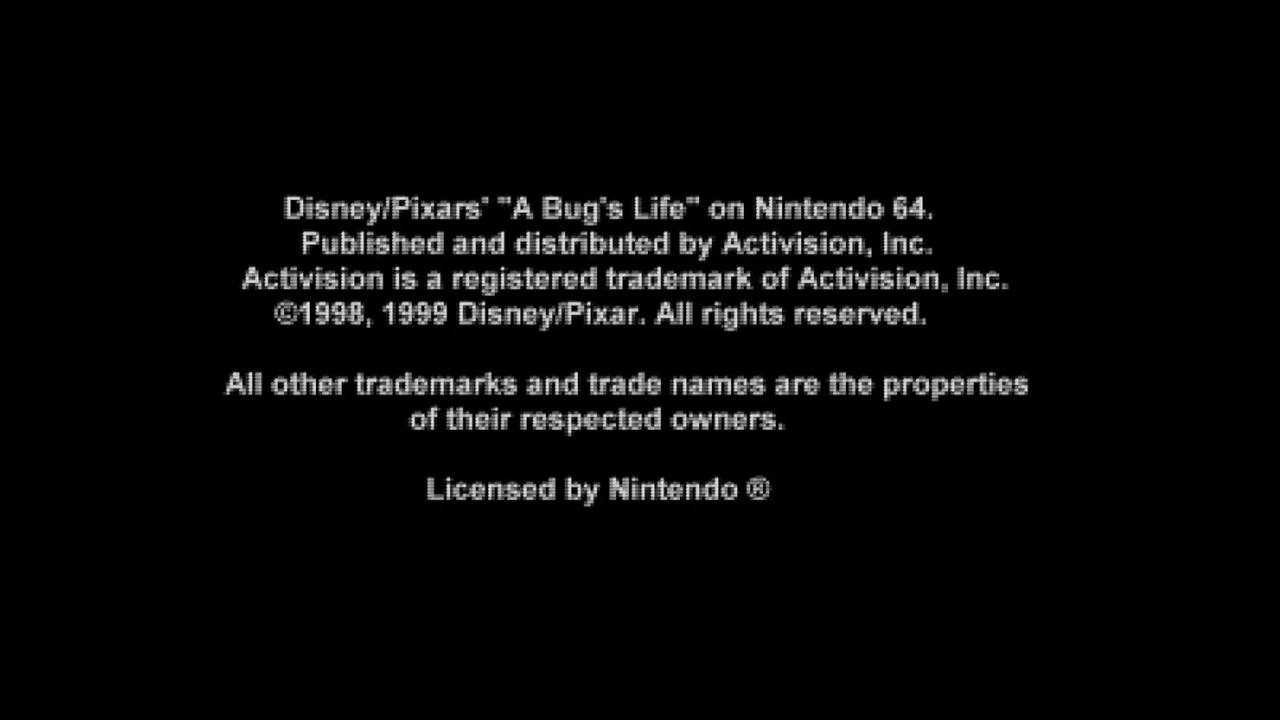 Disney/Pixars' "A Bug's Life" on Nintendo 64.
Published and distributed by Activision, Inc.
Activision is a registered trademark of Activision, Inc.
©1998, 1999 Disney/Pixar. All rights reserved.
All other trademarks and trade names are the properties
of their respected owners.
Licensed by Nintendo ®